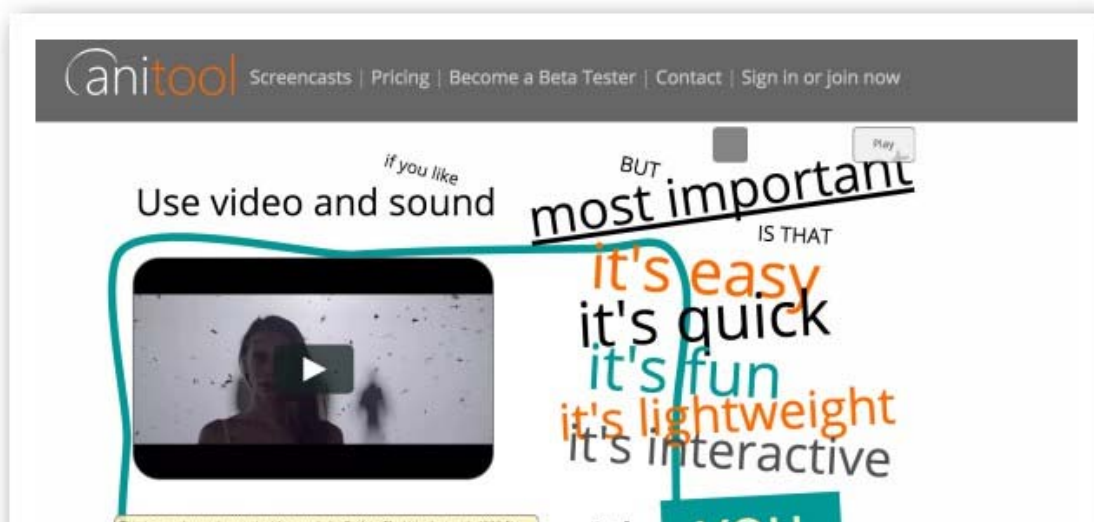 anitool Screencasts | Pricing | Become a Beta Tester | Contact | Sign in or join now
Play
if you like
Use video and sound
BUT
most important
IS THAT
it's easy
it's quick
it's fun
it's lightweight
it's interactive
YOU